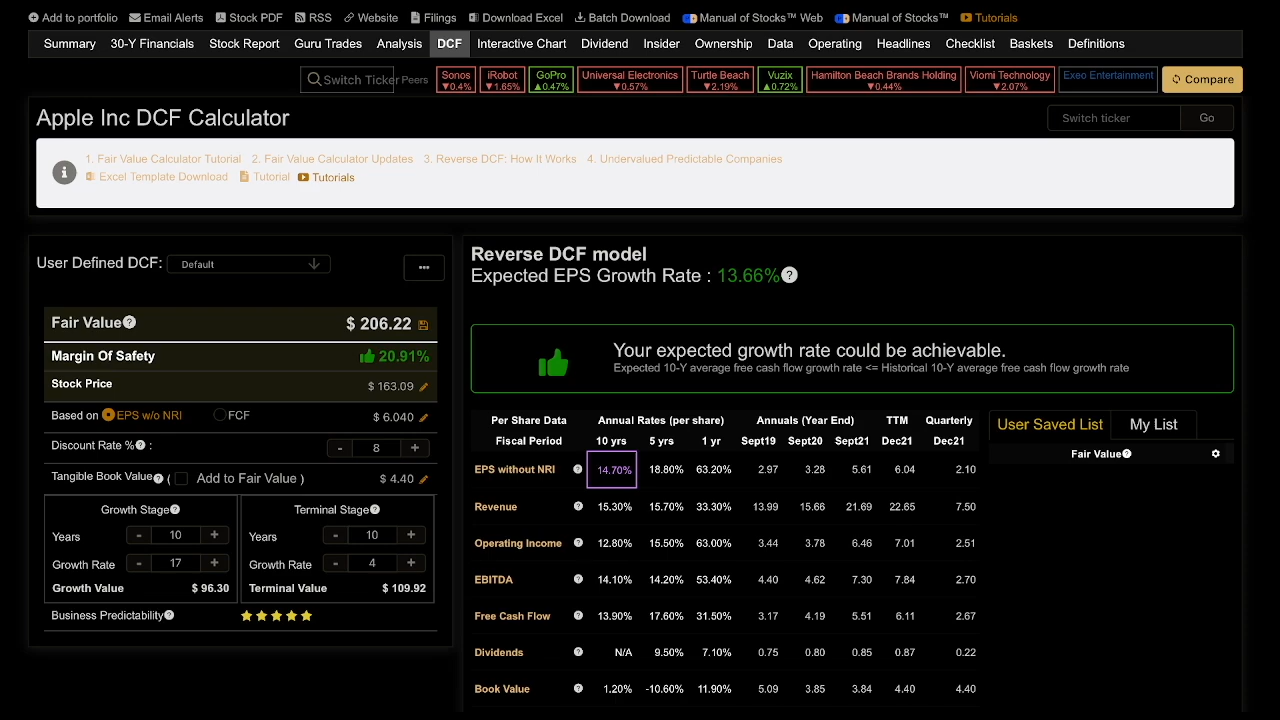 Add to portfolio Email Alerts Stock PDF RSS Website Filings Download Excel Batch Download Manual of Stocks™ Web Manual of Stocks™ Tutorials
Summary 30-Y Financials Stock Report Guru Trades Analysis DCF Interactive Chart Dividend Insider Ownership Data Operating Headlines Checklist Baskets Definitions
Switch Ticker Peers Sonos iRobot GoPro Universal Electronics Turtle Beach Vuzix Hamilton Beach Brands Holding Viomi Technology Exeo Entertainment Compare
▼0.4% ▼1.65% ▲0.47% ▼0.57% ▼2.19% ▲0.72% ▼0.44% ▼2.07%
Apple Inc DCF Calculator
Switch ticker Go
1. Fair Value Calculator Tutorial 2. Fair Value Calculator Updates 3. Reverse DCF: How It Works 4. Undervalued Predictable Companies
Excel Template Download Tutorial Tutorials
User Defined DCF: Default ...
Fair Value $ 206.22
Margin Of Safety 20.91%
Stock Price $ 163.09
Based on EPS w/o NRI FCF $ 6.040
Discount Rate % : - 8 +
Tangible Book Value ( Add to Fair Value ) $ 4.40
Growth Stage Terminal Stage
Years - 10 + Years - 10 +
Growth Rate - 17 + Growth Rate - 4 +
Growth Value $ 96.30 Terminal Value $ 109.92
Business Predictability
Reverse DCF model
Expected EPS Growth Rate : 13.66%
Your expected growth rate could be achievable.
Expected 10-Y average free cash flow growth rate <= Historical 10-Y average free cash flow growth rate
Per Share Data Annual Rates (per share) Annuals (Year End) TTM Quarterly
Fiscal Period 10 yrs 5 yrs 1 yr Sept19 Sept20 Sept21 Dec21 Dec21
EPS without NRI 14.70% 18.80% 63.20% 2.97 3.28 5.61 6.04 2.10
Revenue 15.30% 15.70% 33.30% 13.99 15.66 21.69 22.65 7.50
Operating Income 12.80% 15.50% 63.00% 3.44 3.78 6.46 7.01 2.51
EBITDA 14.10% 14.20% 53.40% 4.40 4.62 7.30 7.84 2.70
Free Cash Flow 13.90% 17.60% 31.50% 3.17 4.19 5.51 6.11 2.67
Dividends N/A 9.50% 7.10% 0.75 0.80 0.85 0.87 0.22
Book Value 1.20% -10.60% 11.90% 5.09 3.85 3.84 4.40 4.40
User Saved List My List
Fair Value